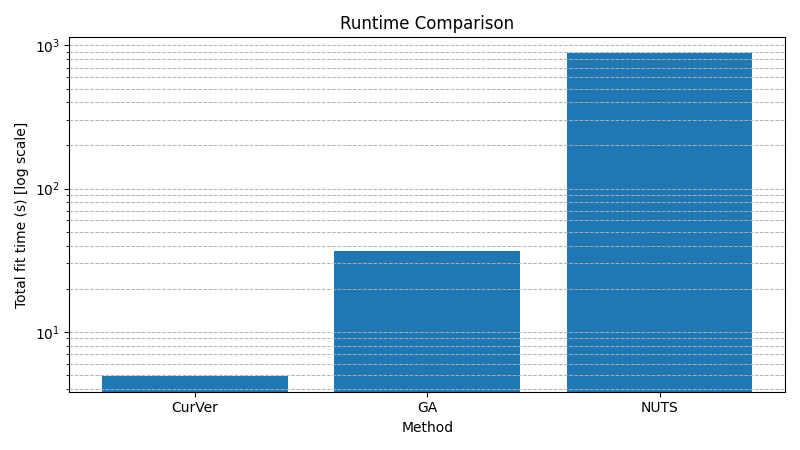 Runtime Comparison
Total fit time (s) [log scale]
10³
10²
10¹
CurVer GA NUTS
Method